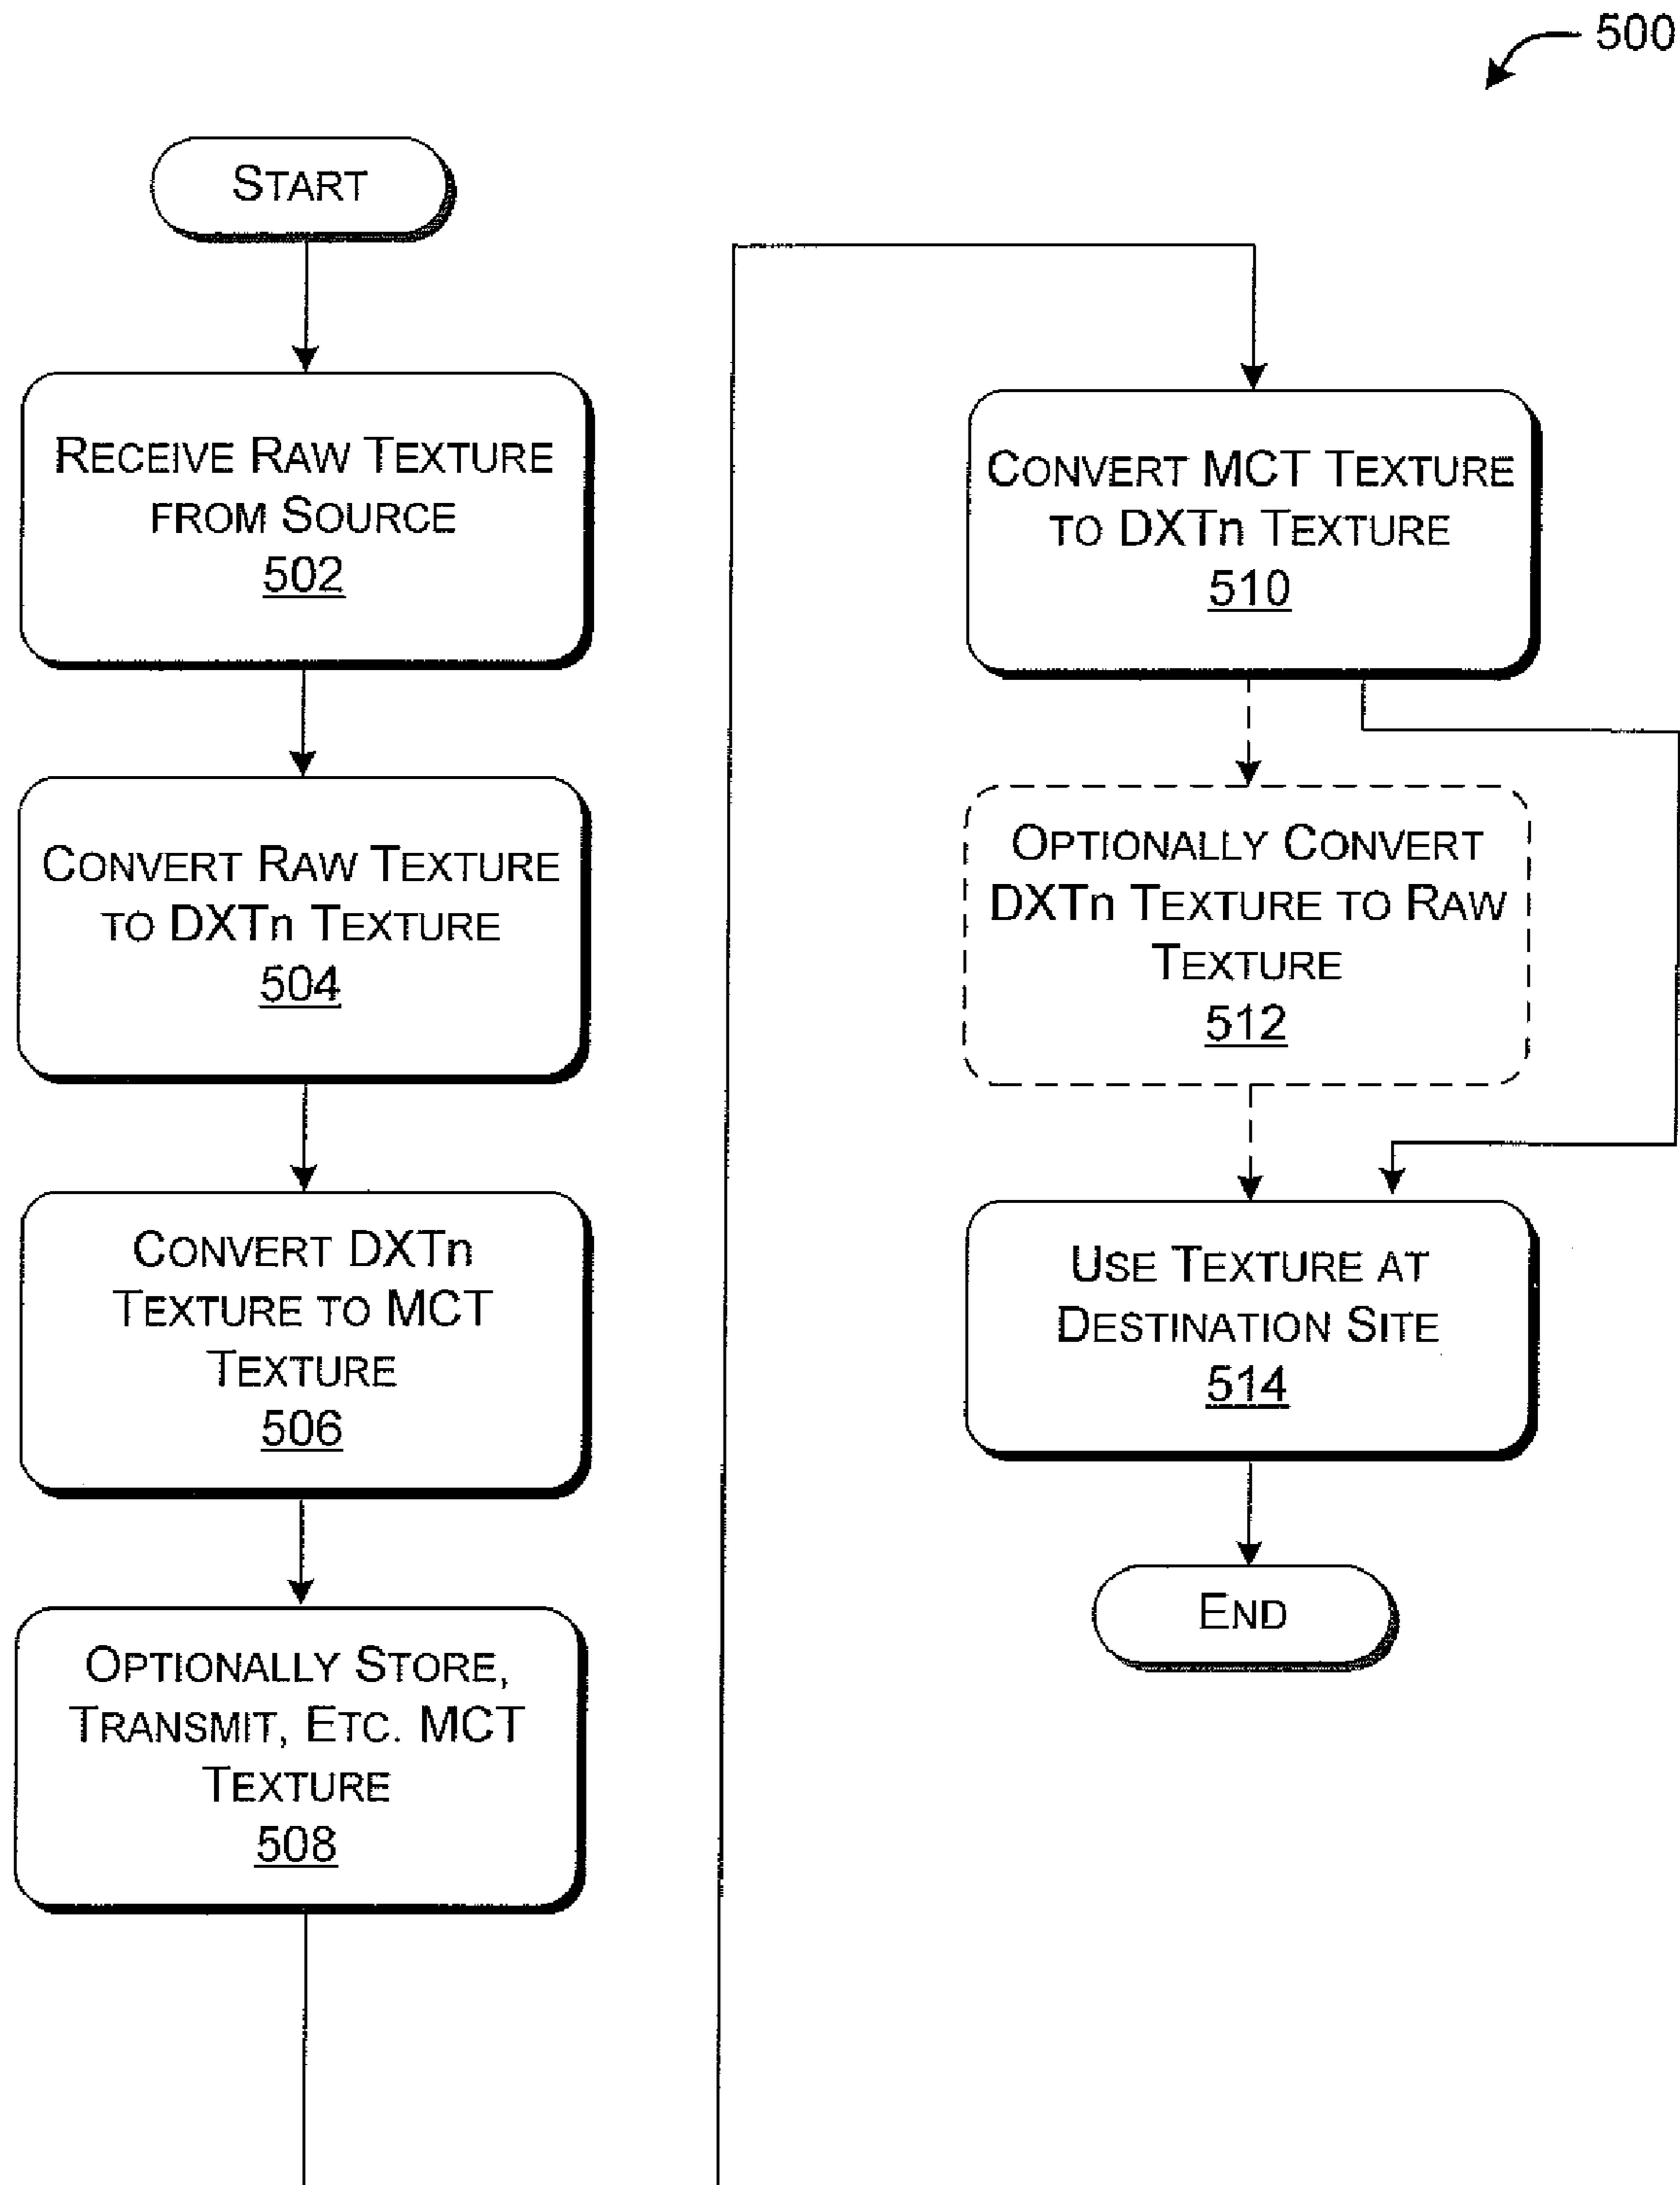 500
START
RECEIVE RAW TEXTURE
FROM SOURCE
502
CONVERT RAW TEXTURE
TO DXTn TEXTURE
504
CONVERT DXTn
TEXTURE TO MCT
TEXTURE
506
OPTIONALLY STORE,
TRANSMIT, ETC. MCT
TEXTURE
508
CONVERT MCT TEXTURE
TO DXTn TEXTURE
510
OPTIONALLY CONVERT
DXTn TEXTURE TO RAW
TEXTURE
512
USE TEXTURE AT
DESTINATION SITE
514
END